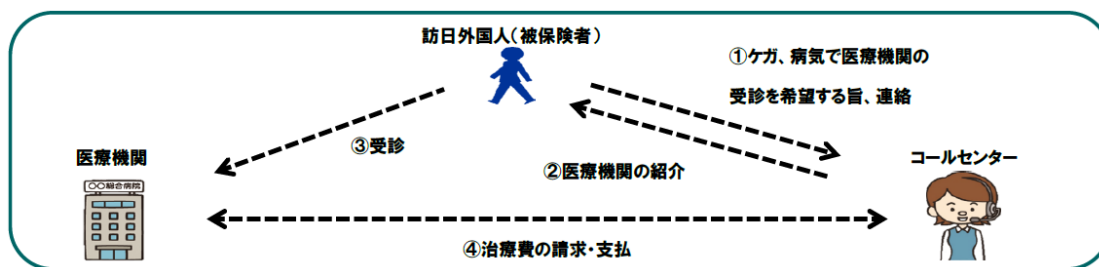 訪日外国人（被保険者）
①ケガ、病気で医療機関の
受診を希望する旨、連絡
③受診
医療機関
②医療機関の紹介
コールセンター
〇〇総合病院
④治療費の請求・支払